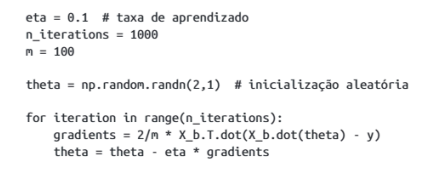 eta = 0.1  # taxa de aprendizado
n_iterations = 1000
m = 100

theta = np.random.randn(2,1)  # inicialização aleatória

for iteration in range(n_iterations):
    gradients = 2/m * X_b.T.dot(X_b.dot(theta) - y)
    theta = theta - eta * gradients